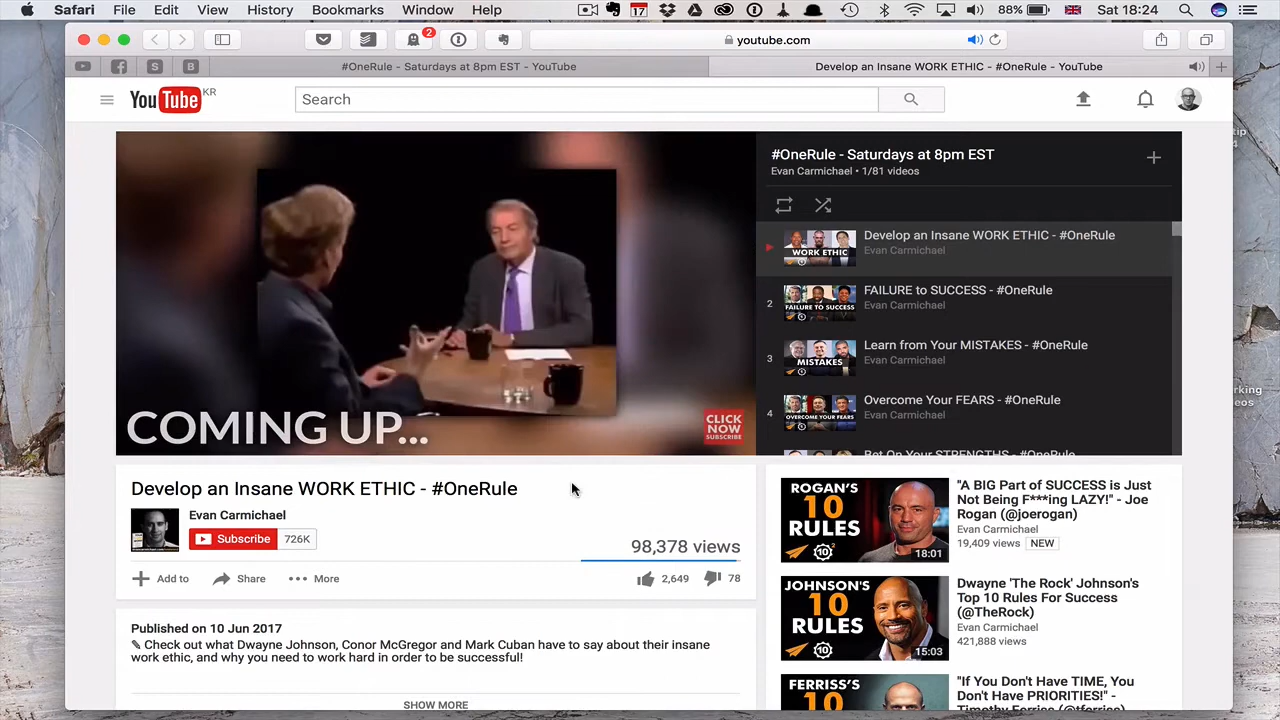 Safari File Edit View History Bookmarks Window Help
17
88%
Sat 18:24
2
youtube.com
S
B
#OneRule - Saturdays at 8pm EST - YouTube
Develop an Insane WORK ETHIC - #OneRule - YouTube
YouTube KR
Search
COMING UP...
CLICK
NOW
SUBSCRIBE
#OneRule - Saturdays at 8pm EST
Evan Carmichael • 1/81 videos
WORK ETHIC
Develop an Insane WORK ETHIC - #OneRule
Evan Carmichael
2
FAILURE TO SUCCESS
FAILURE to SUCCESS - #OneRule
Evan Carmichael
3
MISTAKES
Learn from Your MISTAKES - #OneRule
Evan Carmichael
4
OVERCOME YOUR FEARS
Overcome Your FEARS - #OneRule
Evan Carmichael
Bet On Your STRENGTHS - #OneRule
Develop an Insane WORK ETHIC - #OneRule
Evan Carmichael
Subscribe 726K
98,378 views
Add to Share More
2,649 78
Published on 10 Jun 2017
✎ Check out what Dwayne Johnson, Conor McGregor and Mark Cuban have to say about their insane
work ethic, and why you need to work hard in order to be successful!
SHOW MORE
ROGAN'S
10
RULES
18:01
"A BIG Part of SUCCESS is Just
Not Being F***ing LAZY!" - Joe
Rogan (@joerogan)
Evan Carmichael
19,409 views NEW
JOHNSON'S
10
RULES
15:03
Dwayne 'The Rock' Johnson's
Top 10 Rules For Success
(@TheRock)
Evan Carmichael
421,888 views
FERRISS'S
"If You Don't Have TIME, You
Don't Have PRIORITIES!" -
Timothy Ferriss (@tferriss)